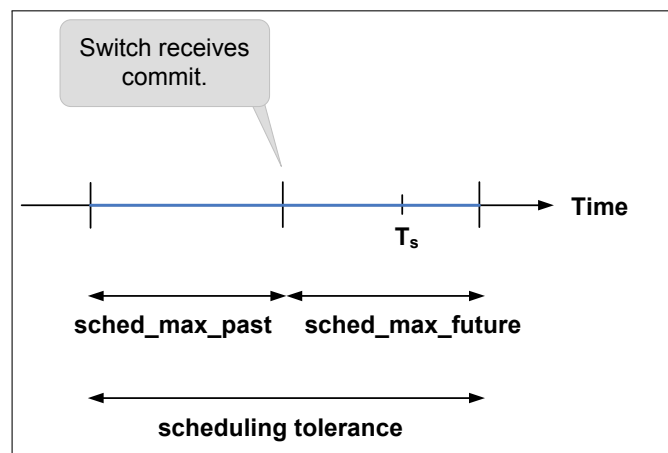 Switch receives
commit.
Time
Tₛ
sched_max_past
sched_max_future
scheduling tolerance